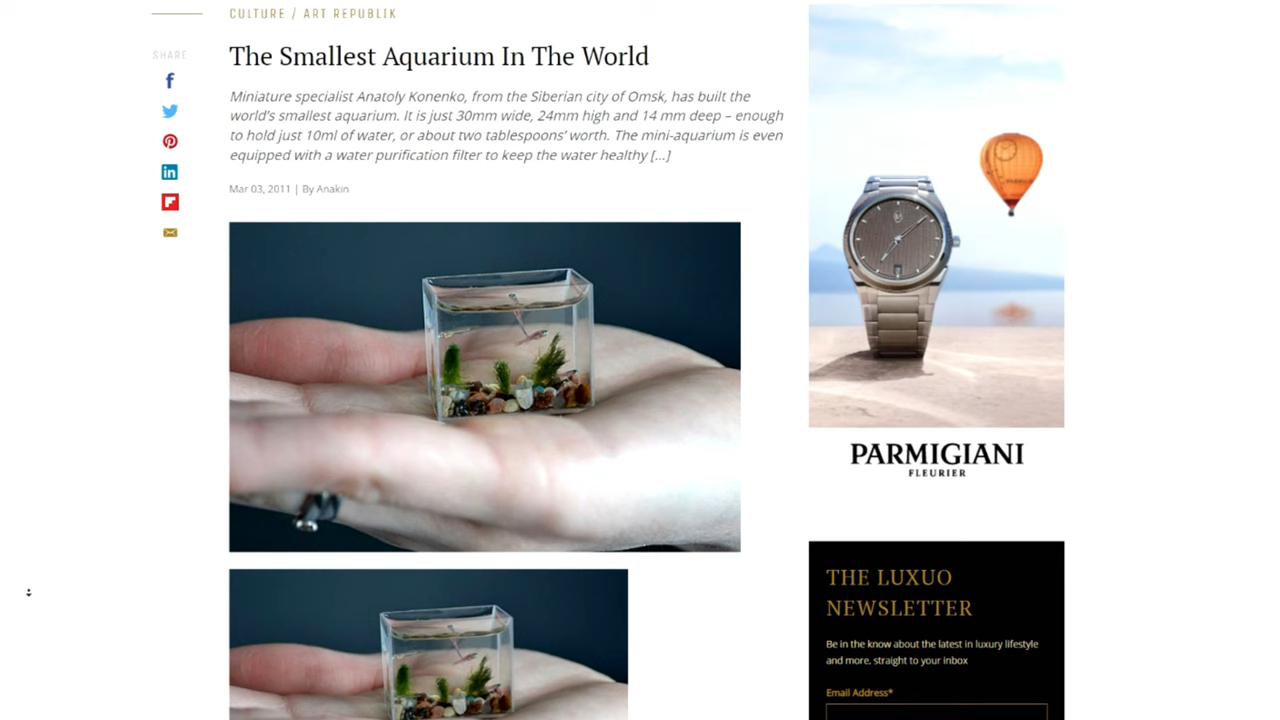 CULTURE / ART REPUBLIK
The Smallest Aquarium In The World
SHARE
Miniature specialist Anatoly Konenko, from the Siberian city of Omsk, has built the
world's smallest aquarium. It is just 30mm wide, 24mm high and 14 mm deep – enough
to hold just 10ml of water, or about two tablespoons' worth. The mini-aquarium is even
equipped with a water purification filter to keep the water healthy [...]
Mar 03, 2011 | By Anakin
PARMIGIANI
FLEURIER
THE LUXUO
NEWSLETTER
Be in the know about the latest in luxury lifestyle
and more, straight to your inbox
Email Address*